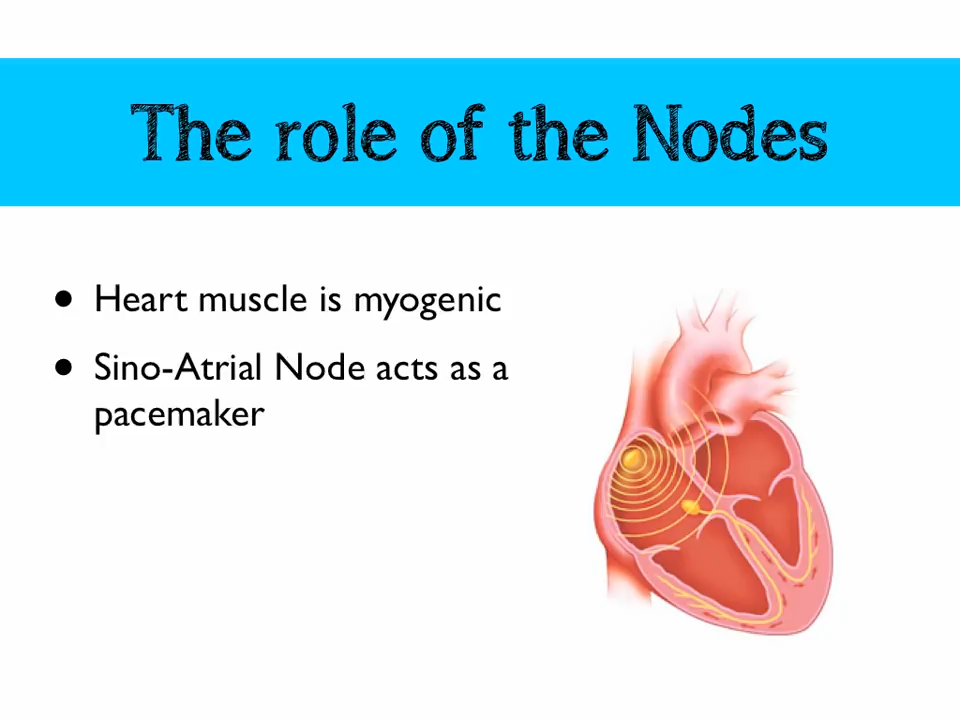 The role of the Nodes
• Heart muscle is myogenic
• Sino-Atrial Node acts as a
pacemaker